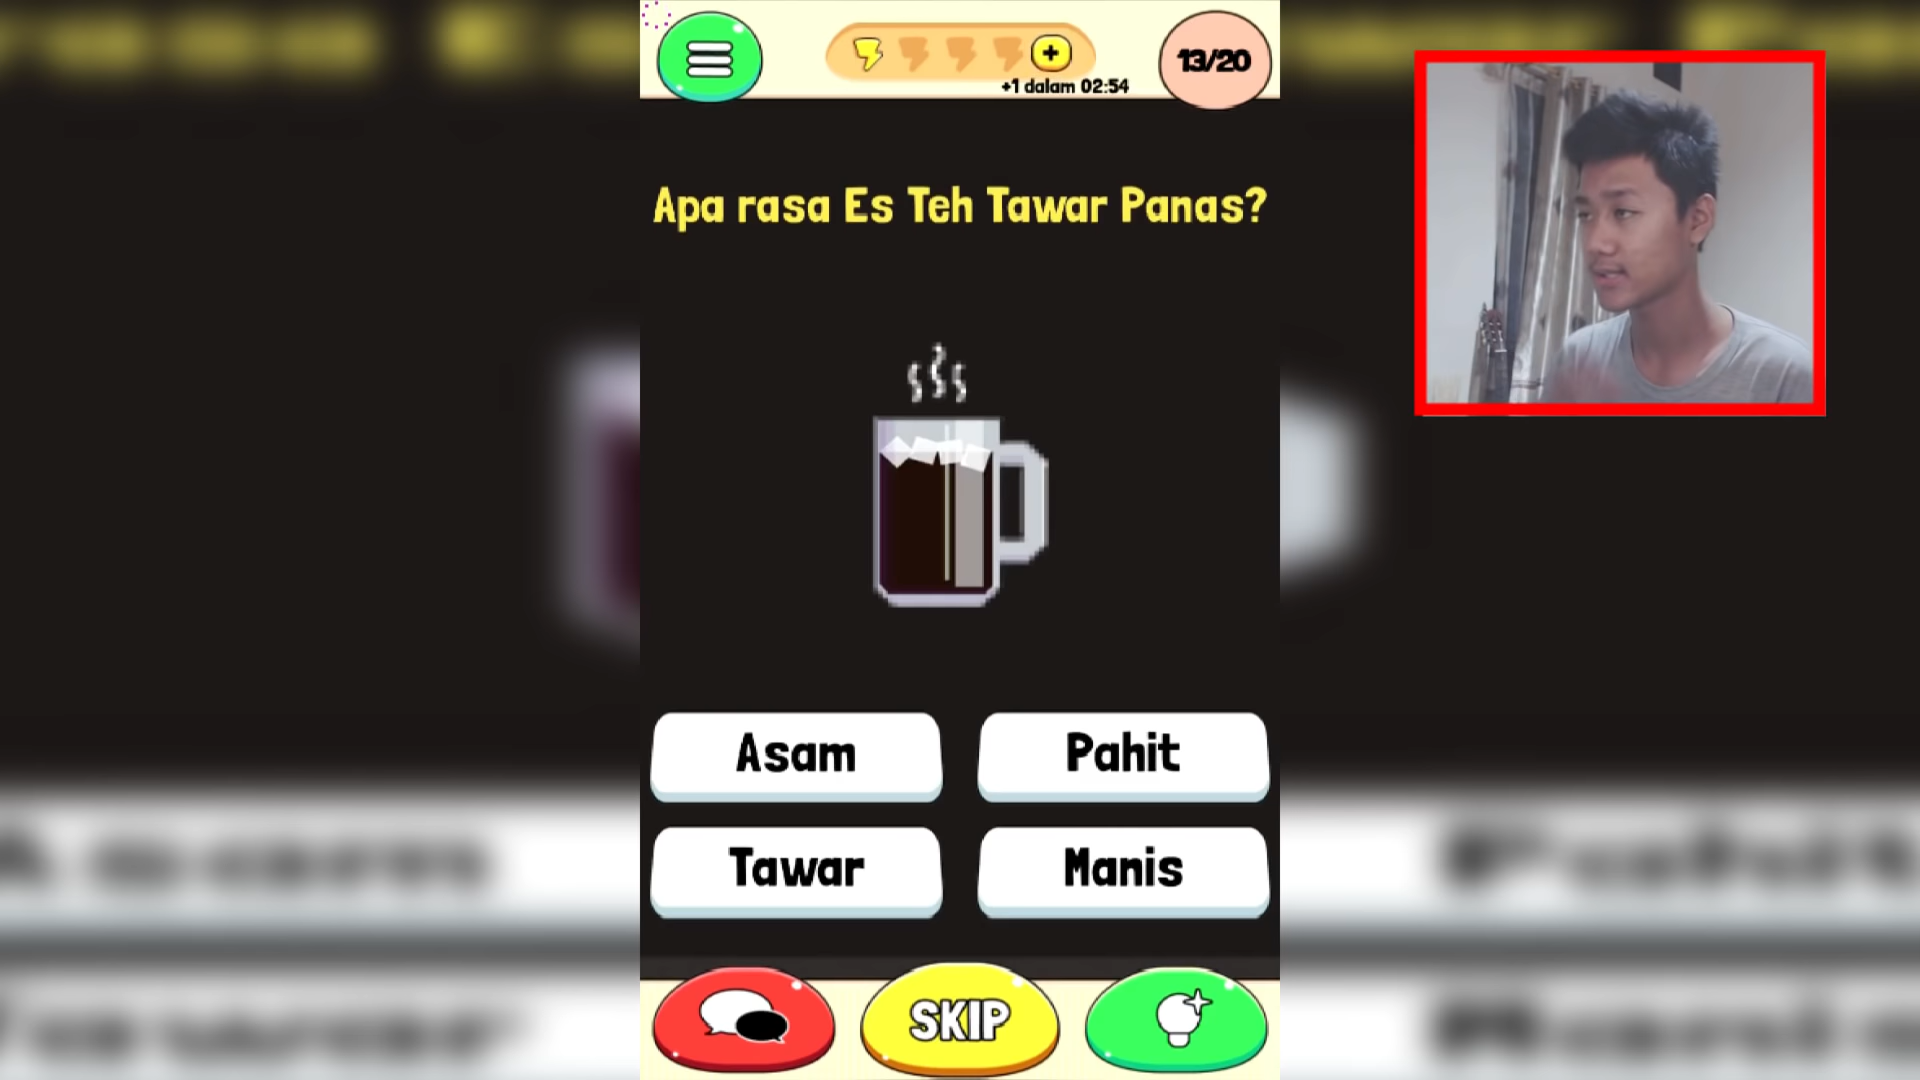 13/20
+1 dalam 02:54
Apa rasa Es Teh Tawar Panas?
Asam
Pahit
Tawar
Manis
SKIP